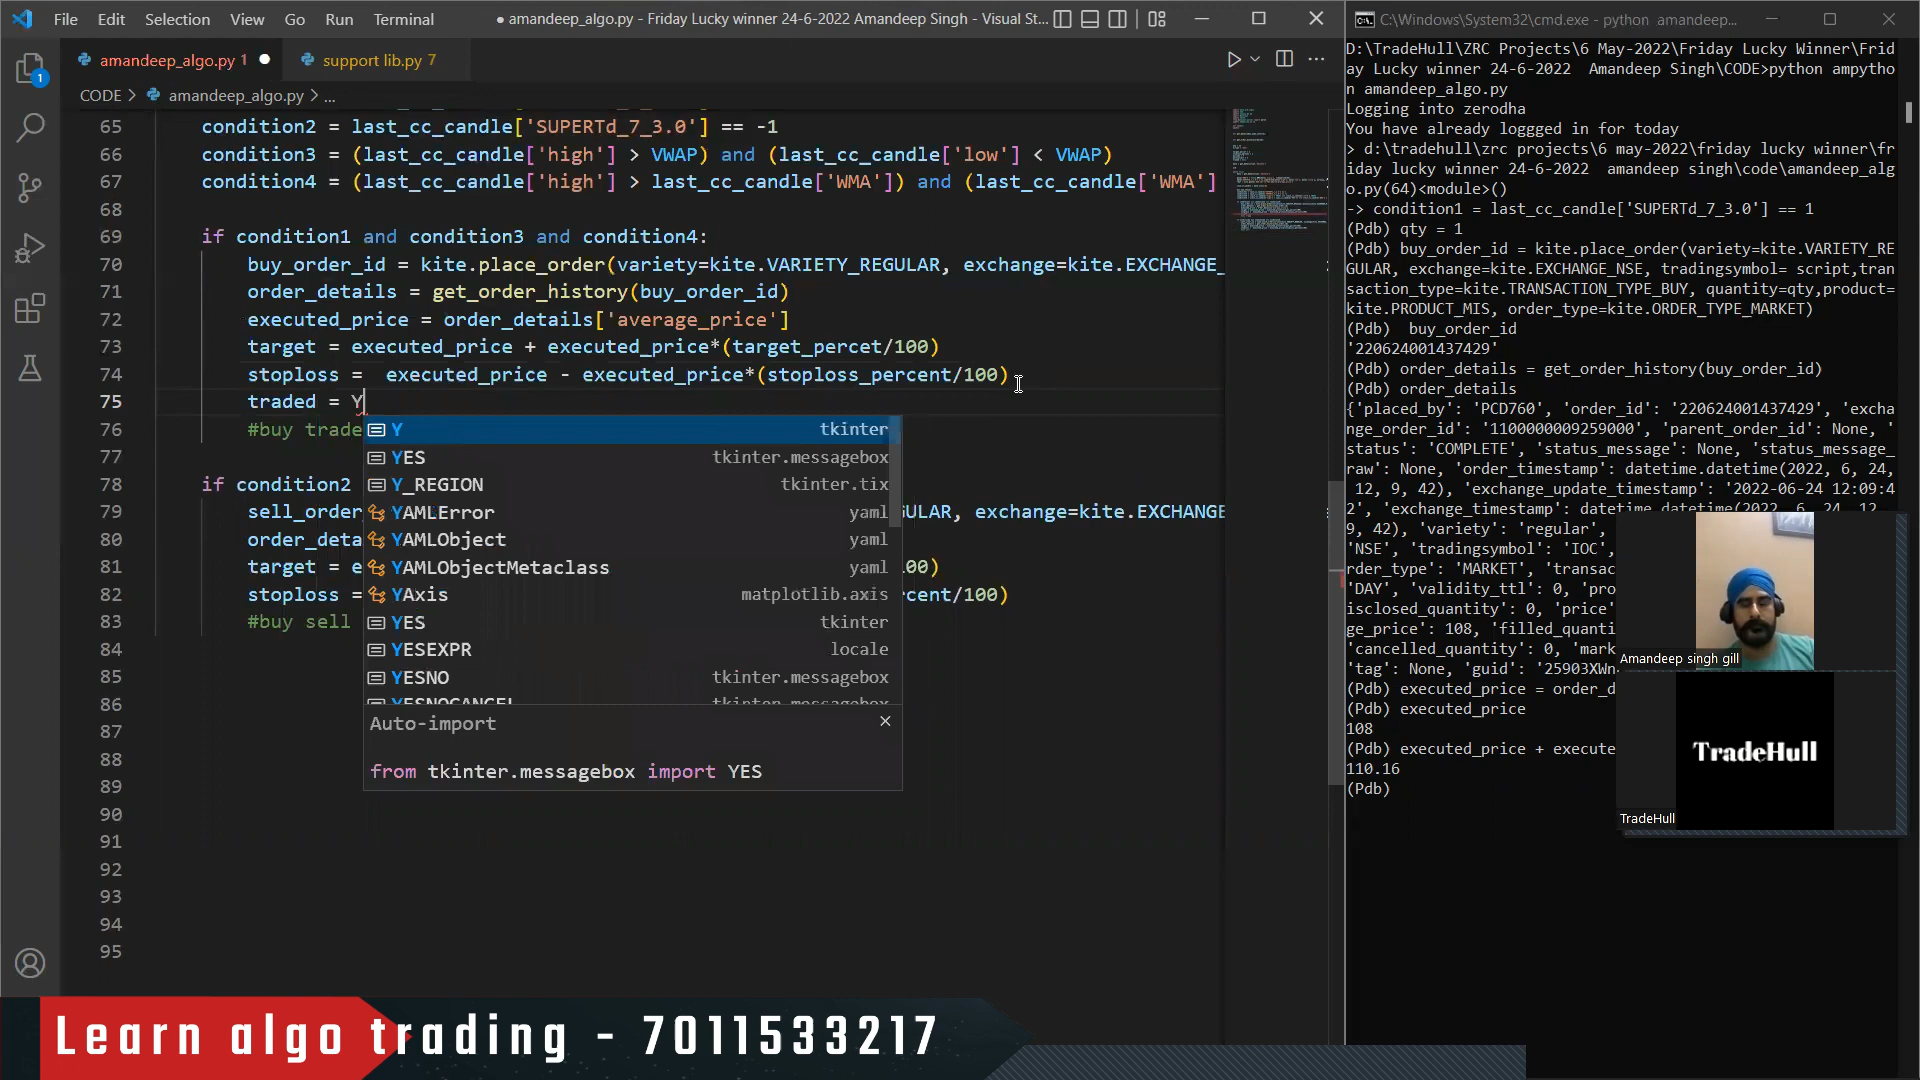 File Edit Selection View Go Run Terminal
● amandeep_algo.py - Friday Lucky winner 24-6-2022 Amandeep Singh - Visual St...
amandeep_algo.py 1 ●
support lib.py 7
CODE > amandeep_algo.py > ...
65 condition2 = last_cc_candle['SUPERTd_7_3.0'] == -1
66 condition3 = (last_cc_candle['high'] > VWAP) and (last_cc_candle['low'] < VWAP)
67 condition4 = (last_cc_candle['high'] > last_cc_candle['WMA']) and (last_cc_candle['WMA']
68
69 if condition1 and condition3 and condition4:
70 buy_order_id = kite.place_order(variety=kite.VARIETY_REGULAR, exchange=kite.EXCHANGE_
71 order_details = get_order_history(buy_order_id)
72 executed_price = order_details['average_price']
73 target = executed_price + executed_price*(target_percet/100)
74 stoploss =  executed_price - executed_price*(stoploss_percent/100)
75 traded = Y
76 #buy trade
77
78 if condition2
79 sell_order GULAR, exchange=kite.EXCHANGE
80 order_deta
81 target = e 00)
82 stoploss = cent/100)
83 #buy sell
84
85
86
87
88
89
90
91
92
93
94
95
Y tkinter
YES tkinter.messagebox
Y_REGION tkinter.tix
YAMLError yaml
YAMLObject yaml
YAMLObjectMetaclass yaml
YAxis matplotlib.axis
YES tkinter
YESEXPR locale
YESNO tkinter.messagebox
YESNOCANCEL tkinter.messagebox
Auto-import
from tkinter.messagebox import YES
C:\Windows\System32\cmd.exe - python amandeep...
D:\TradeHull\ZRC Projects\6 May-2022\Friday Lucky Winner\Frid
ay Lucky winner 24-6-2022  Amandeep Singh\CODE>python ampytho
n amandeep_algo.py
Logging into zerodha
You have already loggged in for today
> d:\tradehull\zrc projects\6 may-2022\friday lucky winner\fr
iday lucky winner 24-6-2022  amandeep singh\code\amandeep_alg
o.py(64)<module>()
-> condition1 = last_cc_candle['SUPERTd_7_3.0'] == 1
(Pdb) qty = 1
(Pdb) buy_order_id = kite.place_order(variety=kite.VARIETY_RE
GULAR, exchange=kite.EXCHANGE_NSE, tradingsymbol= script,tran
saction_type=kite.TRANSACTION_TYPE_BUY, quantity=qty,product=
kite.PRODUCT_MIS, order_type=kite.ORDER_TYPE_MARKET)
(Pdb)  buy_order_id
'220624001437429'
(Pdb) order_details = get_order_history(buy_order_id)
(Pdb) order_details
{'placed_by': 'PCD760', 'order_id': '220624001437429', 'excha
nge_order_id': '1100000009259000', 'parent_order_id': None, '
status': 'COMPLETE', 'status_message': None, 'status_message_
raw': None, 'order_timestamp': datetime.datetime(2022, 6, 24,
12, 9, 42), 'exchange_update_timestamp': '2022-06-24 12:09:4
2', 'exchange_timestamp': datetime.datetime(2022, 6, 24, 12,
9, 42), 'variety': 'regular',
'NSE', 'tradingsymbol': 'IOC',
rder_type': 'MARKET', 'transac
'DAY', 'validity_ttl': 0, 'pro
isclosed_quantity': 0, 'price'
ge_price': 108, 'filled_quanti
'cancelled_quantity': 0, 'mark
'tag': None, 'guid': '25903XWn
(Pdb) executed_price = order_d
(Pdb) executed_price
108
(Pdb) executed_price + execute
110.16
(Pdb)
Amandeep singh gill
TradeHull
TradeHull
Learn algo trading - 7011533217